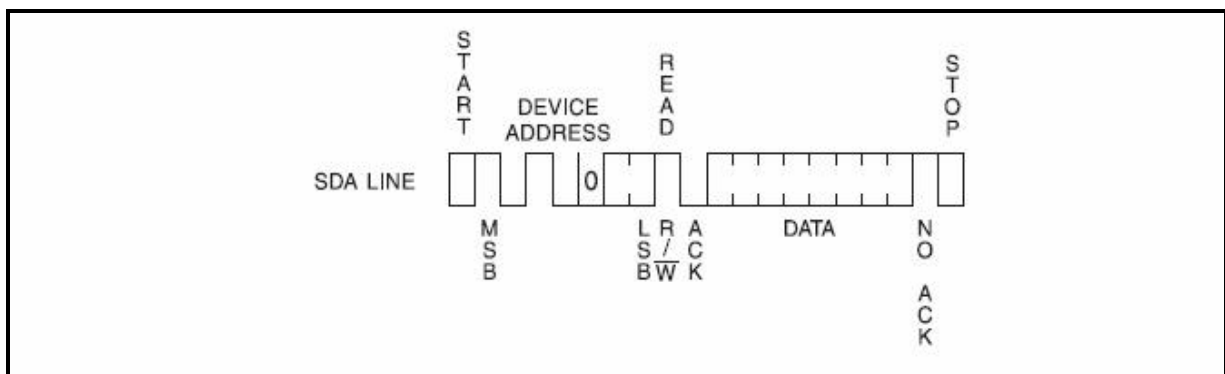 START
DEVICE
ADDRESS
READ
STOP
SDA LINE
0
MSB
LSB
R/W
ACK
DATA
NO ACK